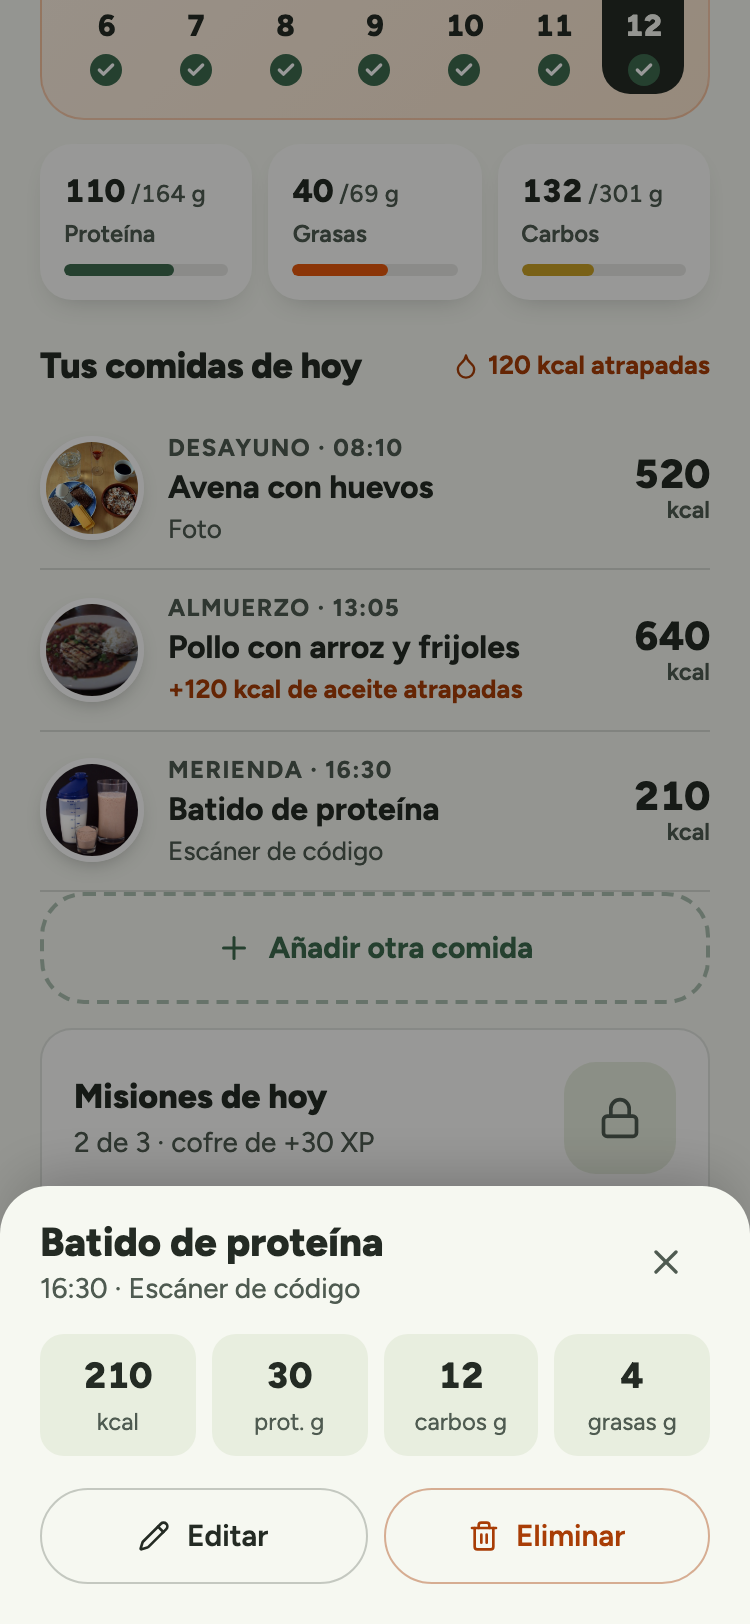 6 7 8 9 10 11 12
110 /164 g 40 /69 g 132 /301 g
Proteína Grasas Carbos
Tus comidas de hoy 120 kcal atrapadas
DESAYUNO · 08:10
Avena con huevos
Foto
520
kcal
ALMUERZO · 13:05
Pollo con arroz y frijoles
+120 kcal de aceite atrapadas
640
kcal
MERIENDA · 16:30
Batido de proteína
Escáner de código
210
kcal
Añadir otra comida
Misiones de hoy
2 de 3 · cofre de +30 XP
Batido de proteína
16:30 · Escáner de código
210 30 12 4
kcal prot. g carbos g grasas g
Editar Eliminar